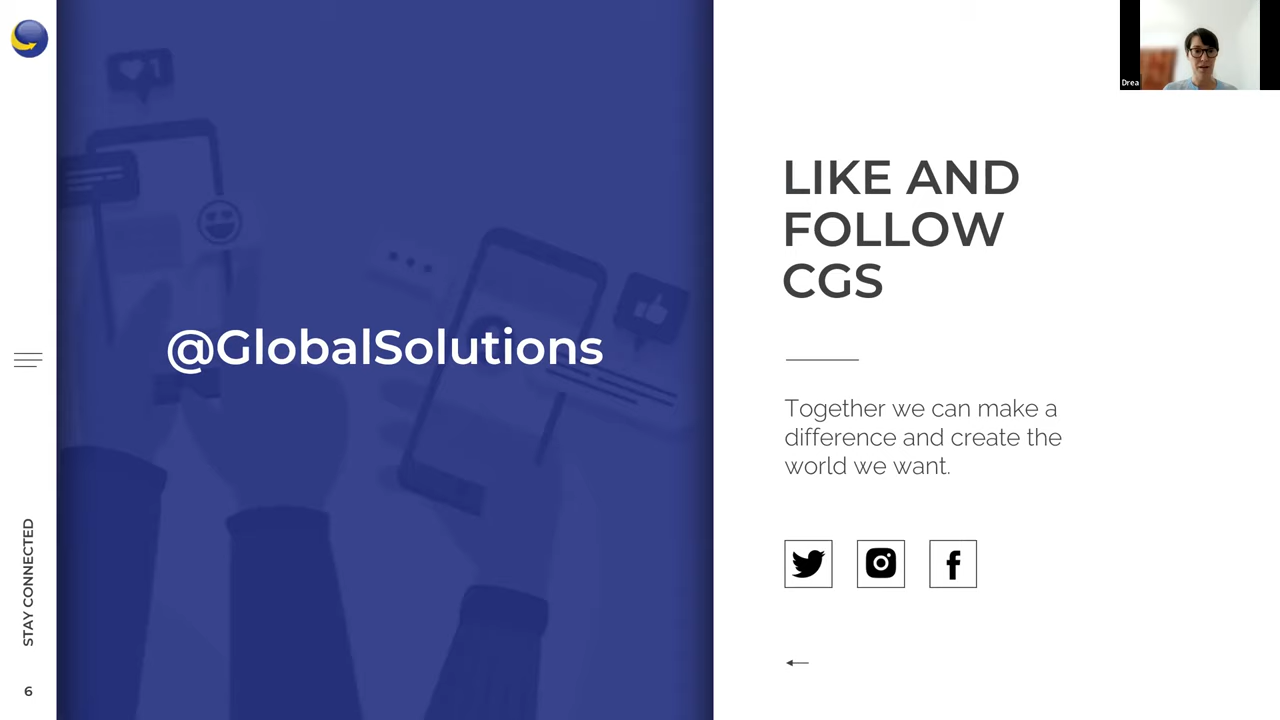 @GlobalSolutions
LIKE AND
FOLLOW
CGS
Together we can make a
difference and create the
world we want.
STAY CONNECTED
6
1
Drea